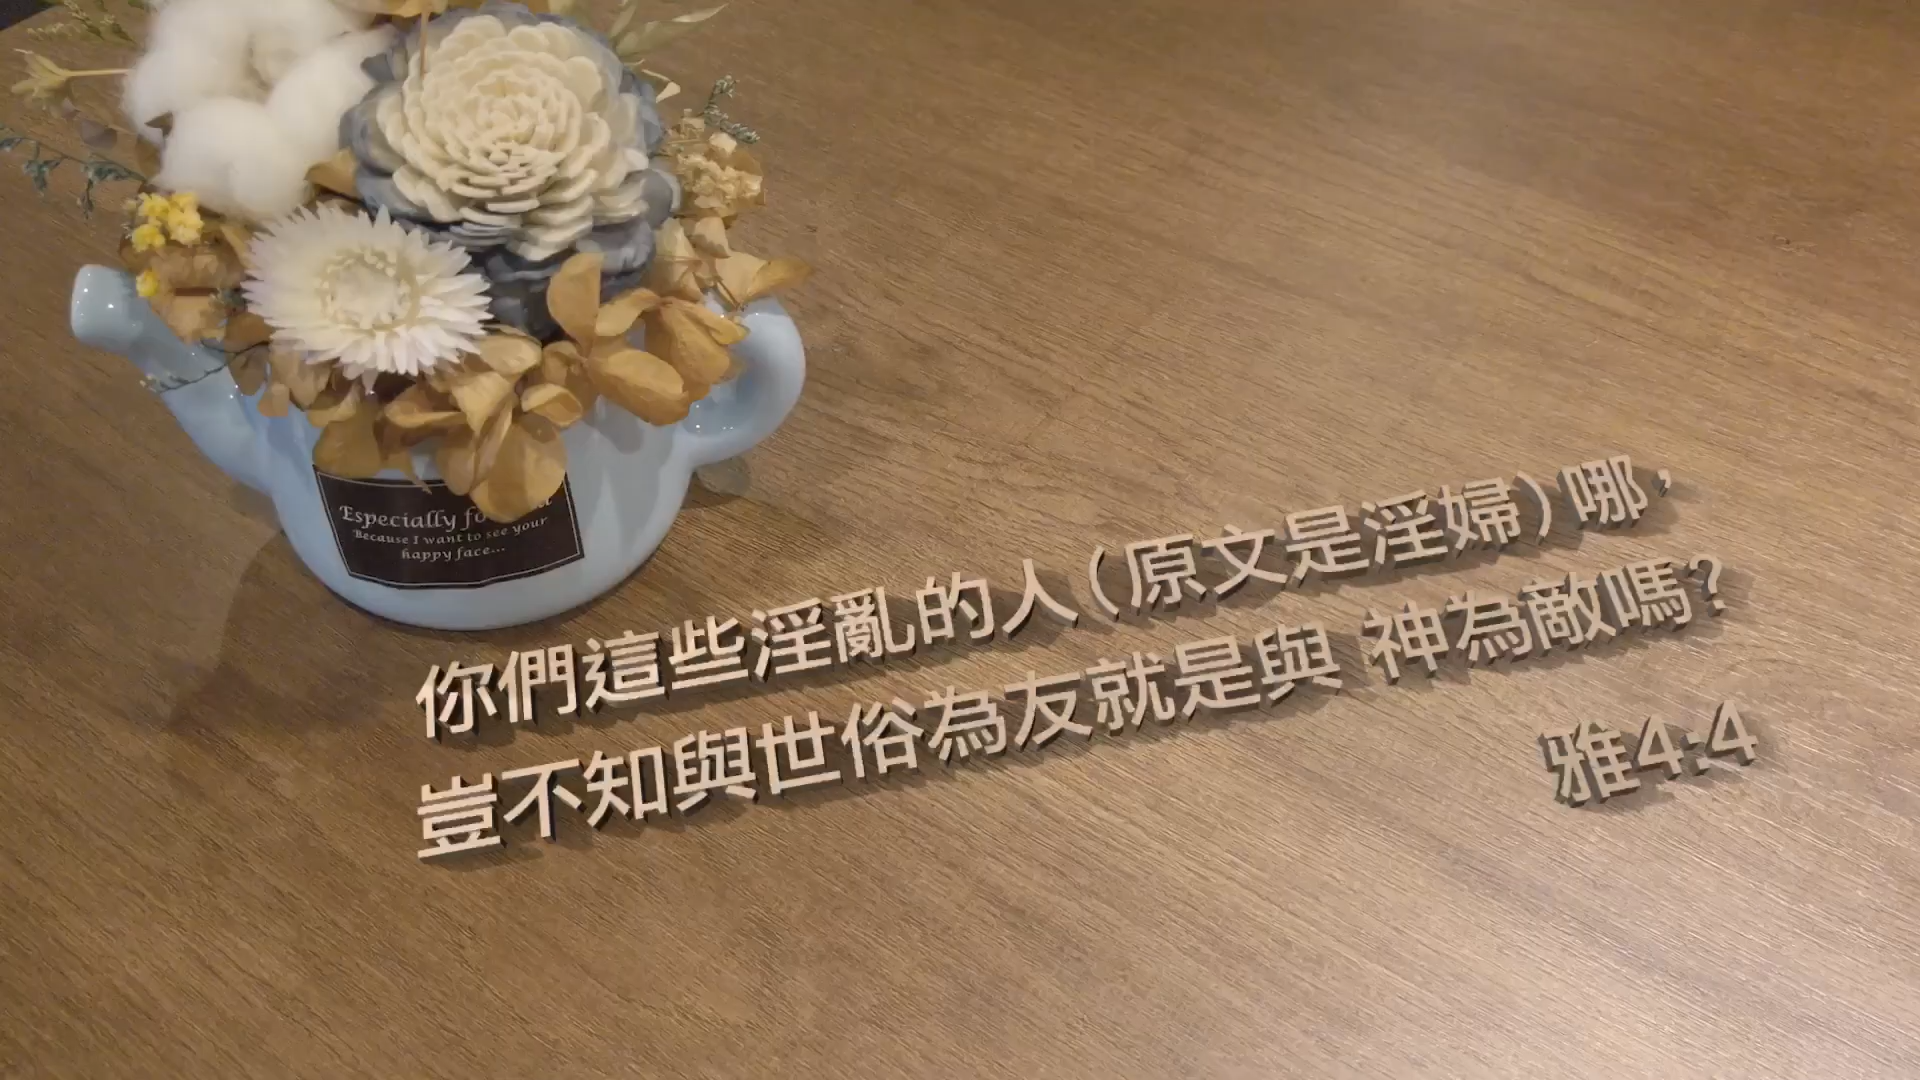 Especially fo
Because I want to see your
happy face...
你們這些淫亂的人(原文是淫婦)哪，
豈不知與世俗為友就是與 神為敵嗎?
雅4:4